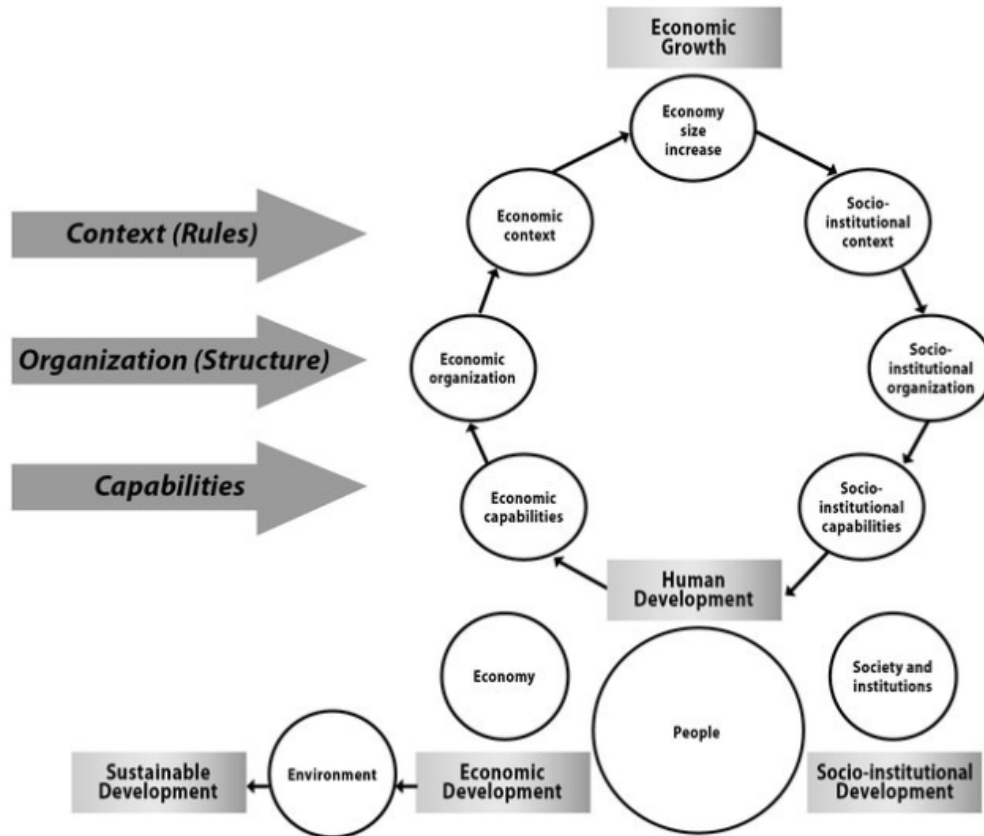 Economic
Growth
Economy
size
increase
Context (Rules)
Economic
context
Socio-
institutional
context
Organization (Structure)
Economic
organization
Socio-
institutional
organization
Capabilities
Economic
capabilities
Socio-
institutional
capabilities
Human
Development
Economy
People
Society and
institutions
Sustainable
Development
Environment
Economic
Development
Socio-institutional
Development